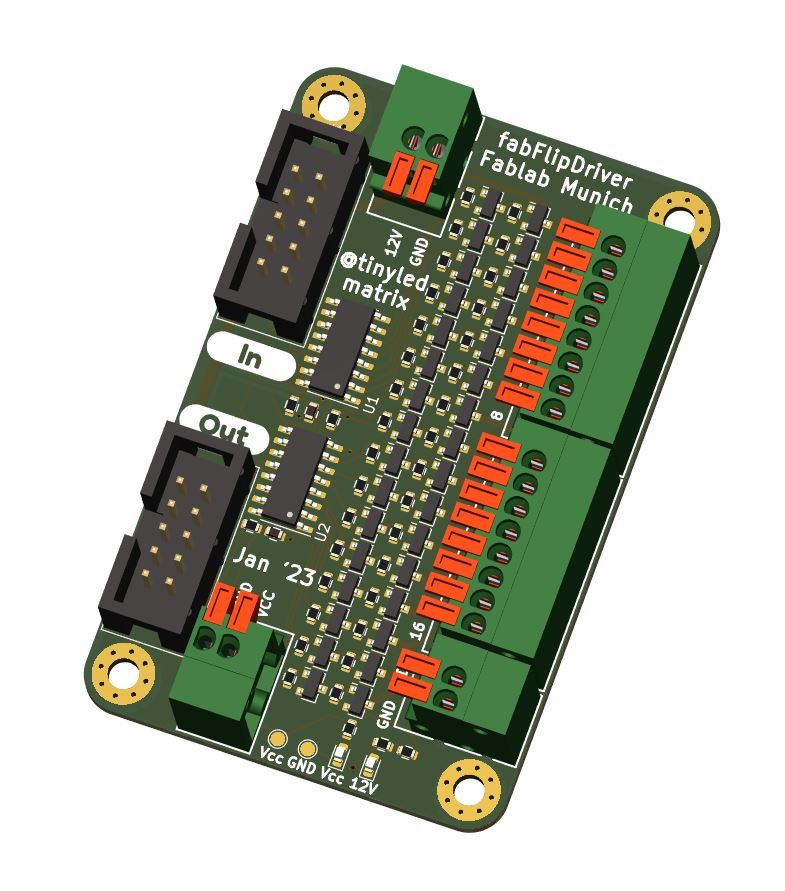 fabFlipDriver
Fablab Munich
12V
GND
@tinyled
matrix
In
U1
8
Out
U2
Jan ´23
VCC
16
GND
Vcc GND Vcc 12V